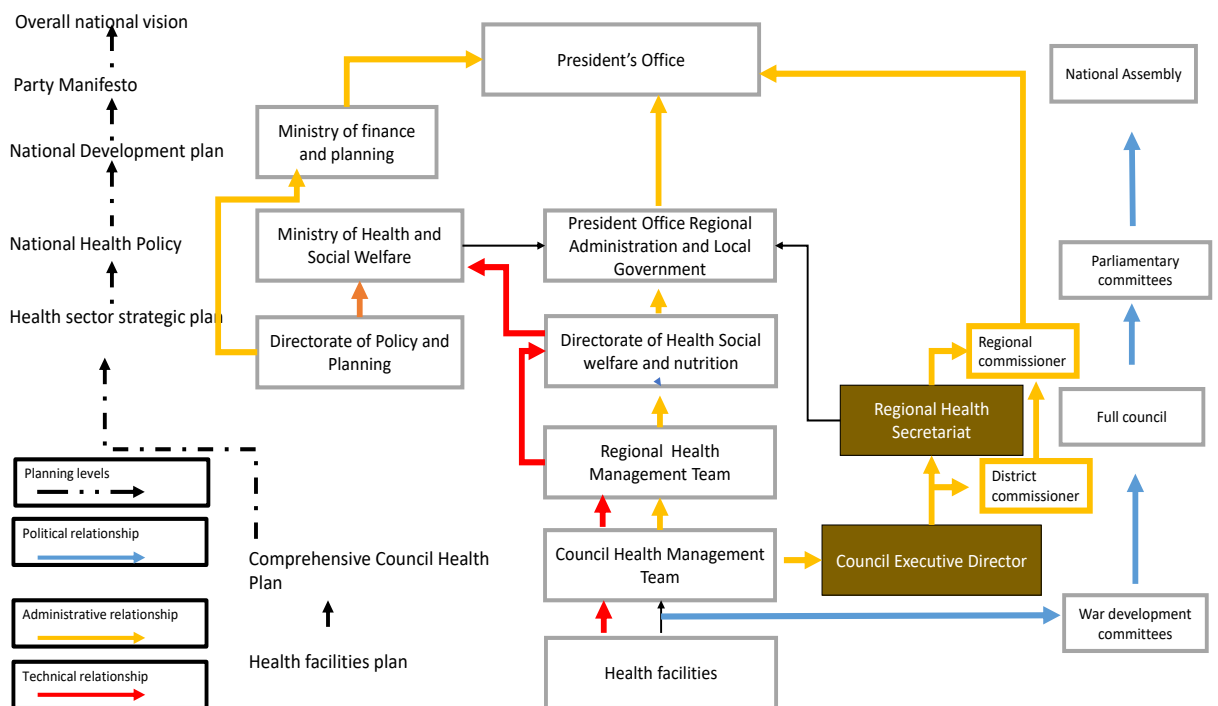 Overall national vision
Party Manifesto
National Development plan
National Health Policy
Health sector strategic plan
President's Office
National Assembly
Ministry of finance
and planning
Ministry of Health and
Social Welfare
President Office Regional
Administration and Local
Government
Parliamentary
committees
Directorate of Policy and
Planning
Directorate of Health Social
welfare and nutrition
Regional
commissioner
Regional Health
Secretariat
Full council
Regional  Health
Management Team
District
commissioner
Planning levels
Political relationship
Administrative relationship
Technical relationship
Comprehensive Council Health
Plan
Council Health Management
Team
Council Executive Director
War development
committees
Health facilities plan
Health facilities